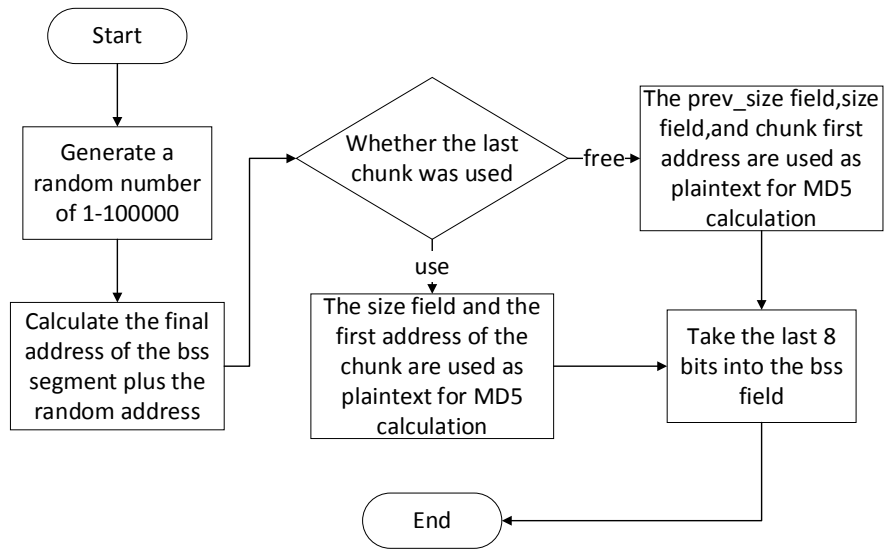 Start
Generate a
random number
of 1-100000
Calculate the final
address of the bss
segment plus the
random address
Whether the last
chunk was used
free
use
The prev_size field,size
field,and chunk first
address are used as
plaintext for MD5
calculation
The size field and the
first address of the
chunk are used as
plaintext for MD5
calculation
Take the last 8
bits into the bss
field
End